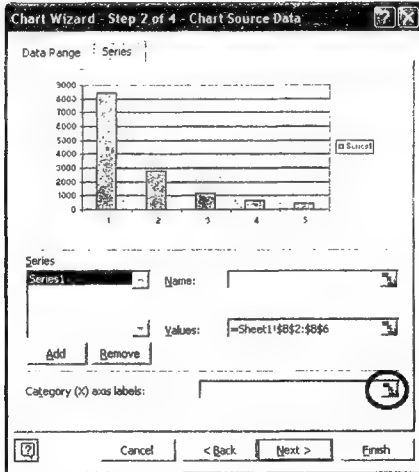 Chart Wizard - Step 2 of 4 - Chart Source Data
Data Range Series
9000
8000
7000
6000
5000
4000
3000
2000
1000
0
1 2 3 4 5
Series1
Series
Series1
Name:
Values: =Sheet1!$B$2:$B$6
Add Remove
Category (X) axis labels:
? Cancel < Back Next > Finish